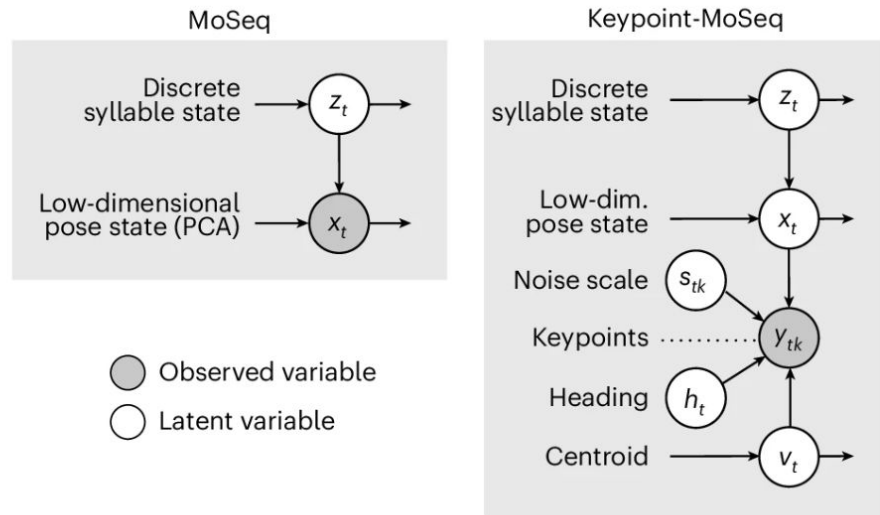 MoSeq
Discrete
syllable state
z_t
Low-dimensional
pose state (PCA)
x_t
Observed variable
Latent variable
Keypoint-MoSeq
Discrete
syllable state
z_t
Low-dim.
pose state
x_t
Noise scale
s_tk
Keypoints
y_tk
Heading
h_t
Centroid
v_t